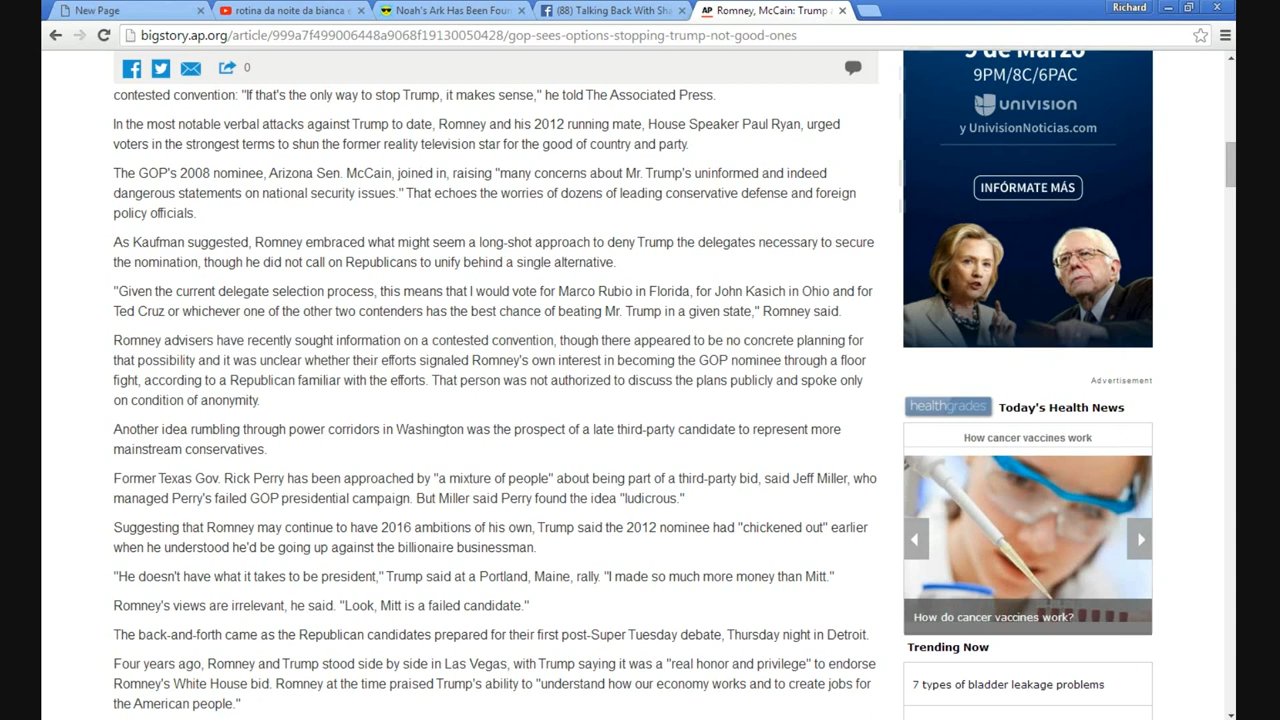 Richard
New Page
rotina da noite da bianca e
Noah's Ark Has Been Foun
(88) Talking Back With Sha
AP Romney, McCain: Trump
bigstory.ap.org/article/999a7f499006448a9068f19130050428/gop-sees-options-stopping-trump-not-good-ones
0
contested convention: "If that's the only way to stop Trump, it makes sense," he told The Associated Press.
In the most notable verbal attacks against Trump to date, Romney and his 2012 running mate, House Speaker Paul Ryan, urged
voters in the strongest terms to shun the former reality television star for the good of country and party.
The GOP's 2008 nominee, Arizona Sen. McCain, joined in, raising "many concerns about Mr. Trump's uninformed and indeed
dangerous statements on national security issues." That echoes the worries of dozens of leading conservative defense and foreign
policy officials.
As Kaufman suggested, Romney embraced what might seem a long-shot approach to deny Trump the delegates necessary to secure
the nomination, though he did not call on Republicans to unify behind a single alternative.
"Given the current delegate selection process, this means that I would vote for Marco Rubio in Florida, for John Kasich in Ohio and for
Ted Cruz or whichever one of the other two contenders has the best chance of beating Mr. Trump in a given state," Romney said.
Romney advisers have recently sought information on a contested convention, though there appeared to be no concrete planning for
that possibility and it was unclear whether their efforts signaled Romney's own interest in becoming the GOP nominee through a floor
fight, according to a Republican familiar with the efforts. That person was not authorized to discuss the plans publicly and spoke only
on condition of anonymity.
Another idea rumbling through power corridors in Washington was the prospect of a late third-party candidate to represent more
mainstream conservatives.
Former Texas Gov. Rick Perry has been approached by "a mixture of people" about being part of a third-party bid, said Jeff Miller, who
managed Perry's failed GOP presidential campaign. But Miller said Perry found the idea "ludicrous."
Suggesting that Romney may continue to have 2016 ambitions of his own, Trump said the 2012 nominee had "chickened out" earlier
when he understood he'd be going up against the billionaire businessman.
"He doesn't have what it takes to be president," Trump said at a Portland, Maine, rally. "I made so much more money than Mitt."
Romney's views are irrelevant, he said. "Look, Mitt is a failed candidate."
The back-and-forth came as the Republican candidates prepared for their first post-Super Tuesday debate, Thursday night in Detroit.
Four years ago, Romney and Trump stood side by side in Las Vegas, with Trump saying it was a "real honor and privilege" to endorse
Romney's White House bid. Romney at the time praised Trump's ability to "understand how our economy works and to create jobs for
the American people."
9 de Marzo
9PM/8C/6PAC
UNIVISION
y UnivisionNoticias.com
INFÓRMATE MÁS
Advertisement
healthgrades Today's Health News
How cancer vaccines work
How do cancer vaccines work?
Trending Now
7 types of bladder leakage problems